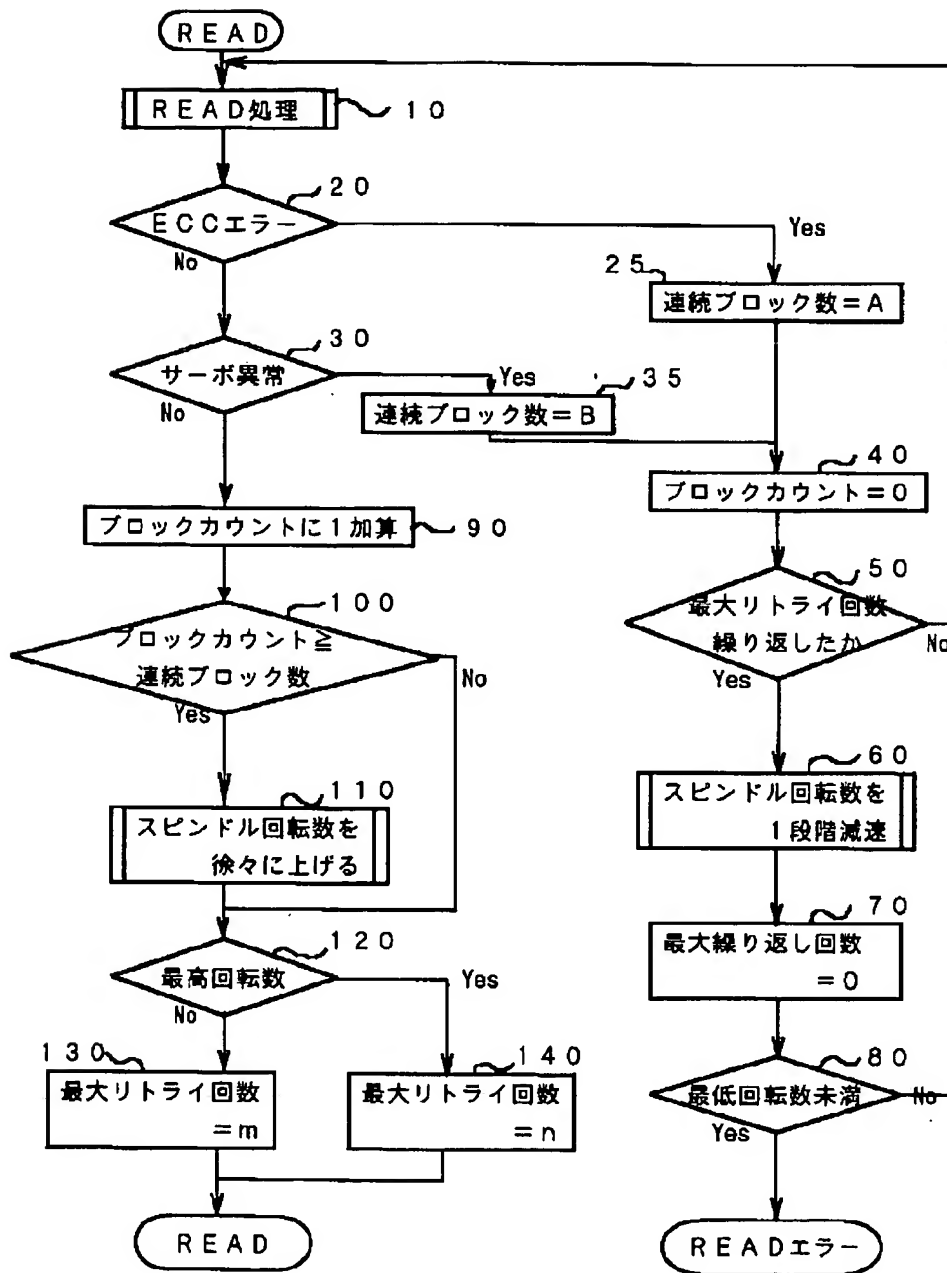 READ
READ処理
10
20
ECCエラー
Yes
No
25
連続ブロック数=A
30
サーボ異常
Yes
35
No
連続ブロック数=B
40
ブロックカウント=0
ブロックカウントに1加算
90
50
最大リトライ回数
繰り返したか
No
Yes
100
ブロックカウント≧
連続ブロック数
No
Yes
60
スピンドル回転数を
1段階減速
110
スピンドル回転数を
徐々に上げる
70
最大繰り返し回数
=0
120
最高回転数
Yes
No
80
最低回転数未満
No
Yes
130
最大リトライ回数
=m
140
最大リトライ回数
=n
READ
READエラー